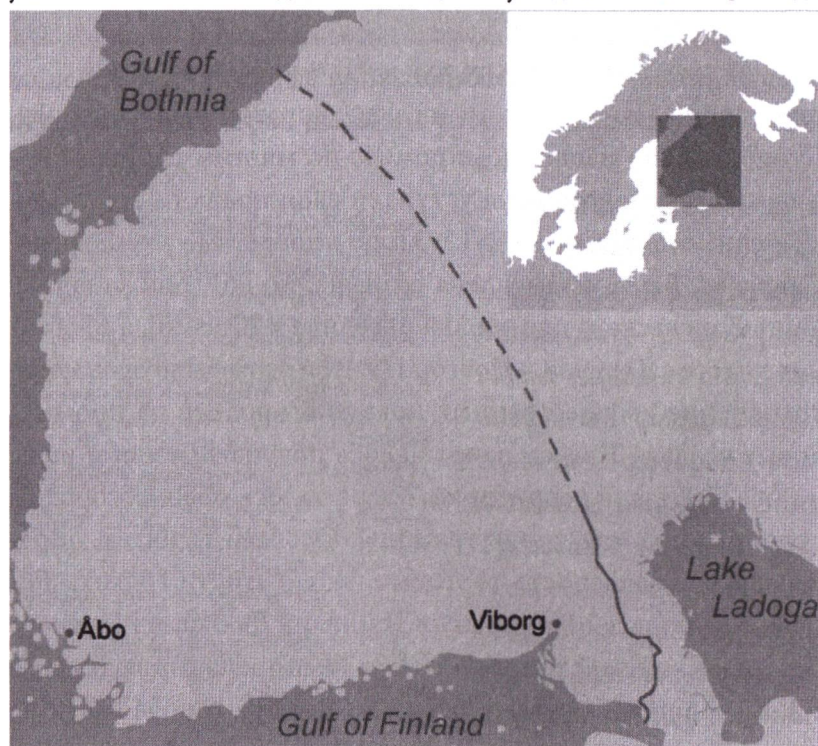 Gulf of
Bothnia
Lake
Ladoga
Åbo
Viborg
Gulf of Finland